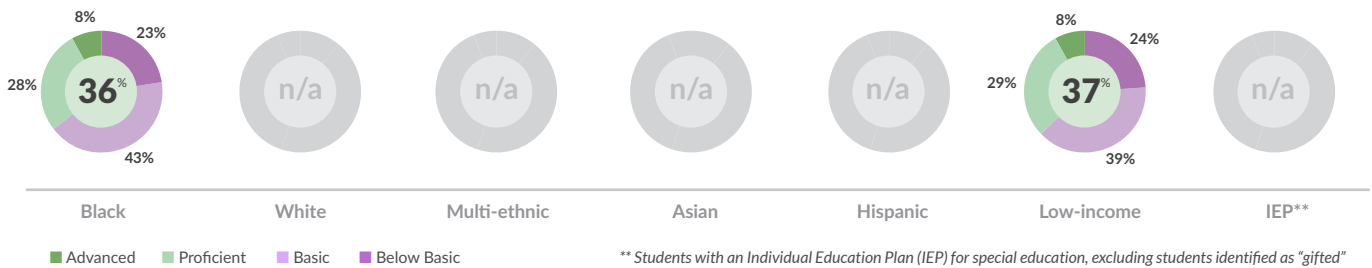 8%
23%
28%
36%
43%
n/a
n/a
n/a
n/a
8%
24%
29%
37%
39%
n/a
Black White Multi-ethnic Asian Hispanic Low-income IEP**
Advanced Proficient Basic Below Basic
** Students with an Individual Education Plan (IEP) for special education, excluding students identified as “gifted”